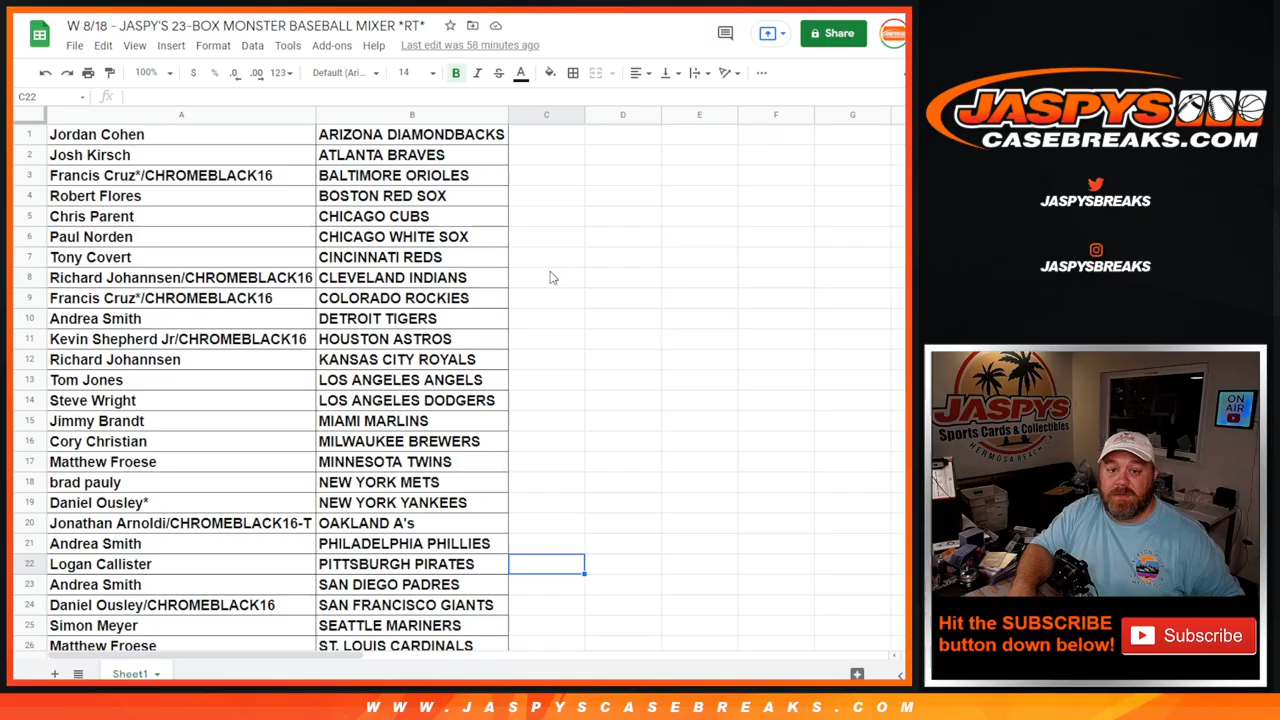 W 8/18 - JASPY'S 23-BOX MONSTER BASEBALL MIXER *RT*
File Edit View Insert Format Data Tools Add-ons Help Last edit was 58 minutes ago
Share
100% $ % .0 .00 123 Default (Ari... 14 B I S A
C22 fx
A B C D E F G
1 Jordan Cohen ARIZONA DIAMONDBACKS
2 Josh Kirsch ATLANTA BRAVES
3 Francis Cruz*/CHROMEBLACK16 BALTIMORE ORIOLES
4 Robert Flores BOSTON RED SOX
5 Chris Parent CHICAGO CUBS
6 Paul Norden CHICAGO WHITE SOX
7 Tony Covert CINCINNATI REDS
8 Richard Johannsen/CHROMEBLACK16 CLEVELAND INDIANS
9 Francis Cruz*/CHROMEBLACK16 COLORADO ROCKIES
10 Andrea Smith DETROIT TIGERS
11 Kevin Shepherd Jr/CHROMEBLACK16 HOUSTON ASTROS
12 Richard Johannsen KANSAS CITY ROYALS
13 Tom Jones LOS ANGELES ANGELS
14 Steve Wright LOS ANGELES DODGERS
15 Jimmy Brandt MIAMI MARLINS
16 Cory Christian MILWAUKEE BREWERS
17 Matthew Froese MINNESOTA TWINS
18 brad pauly NEW YORK METS
19 Daniel Ousley* NEW YORK YANKEES
20 Jonathan Arnoldi/CHROMEBLACK16-T OAKLAND A's
21 Andrea Smith PHILADELPHIA PHILLIES
22 Logan Callister PITTSBURGH PIRATES
23 Andrea Smith SAN DIEGO PADRES
24 Daniel Ousley/CHROMEBLACK16 SAN FRANCISCO GIANTS
25 Simon Meyer SEATTLE MARINERS
26 Matthew Froese ST. LOUIS CARDINALS
Sheet1
JASPYS
CASEBREAKS.COM
JASPYSBREAKS
JASPYSBREAKS
JASPYS
Sports Cards & Collectibles
HERMOSA BEACH
ON
AIR
Hit the SUBSCRIBE
button down below!
Subscribe
WWW.JASPYSCASEBREAKS.COM